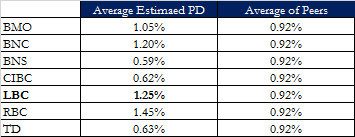 Average Estimaed PD Average of Peers
BMO 1.05% 0.92%
BNC 1.20% 0.92%
BNS 0.59% 0.92%
CIBC 0.62% 0.92%
LBC 1.25% 0.92%
RBC 1.45% 0.92%
TD 0.63% 0.92%